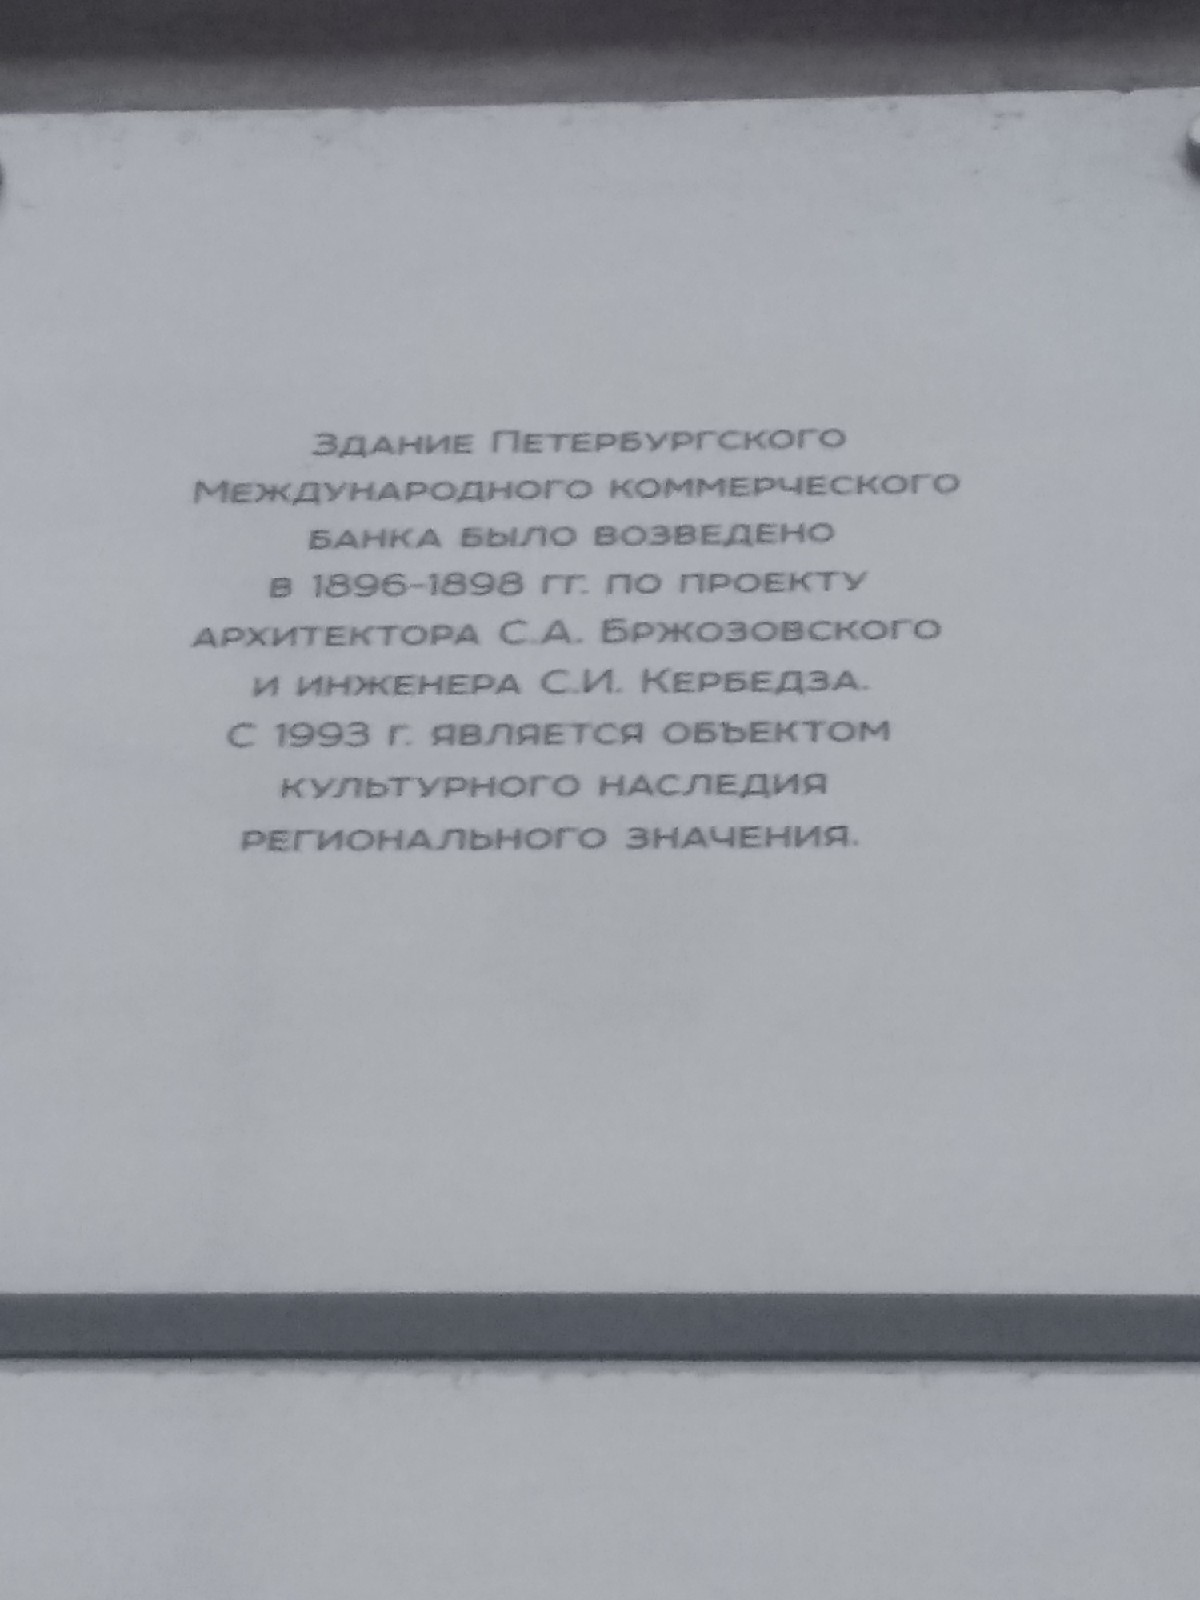 Здание Петербургского
Международного коммерческого
банка было возведено
в 1896-1898 гг. по проекту
архитектора С.А. Бржозовского
и инженера С.И. Кербедза.
С 1993 г. является объектом
культурного наследия
регионального значения.